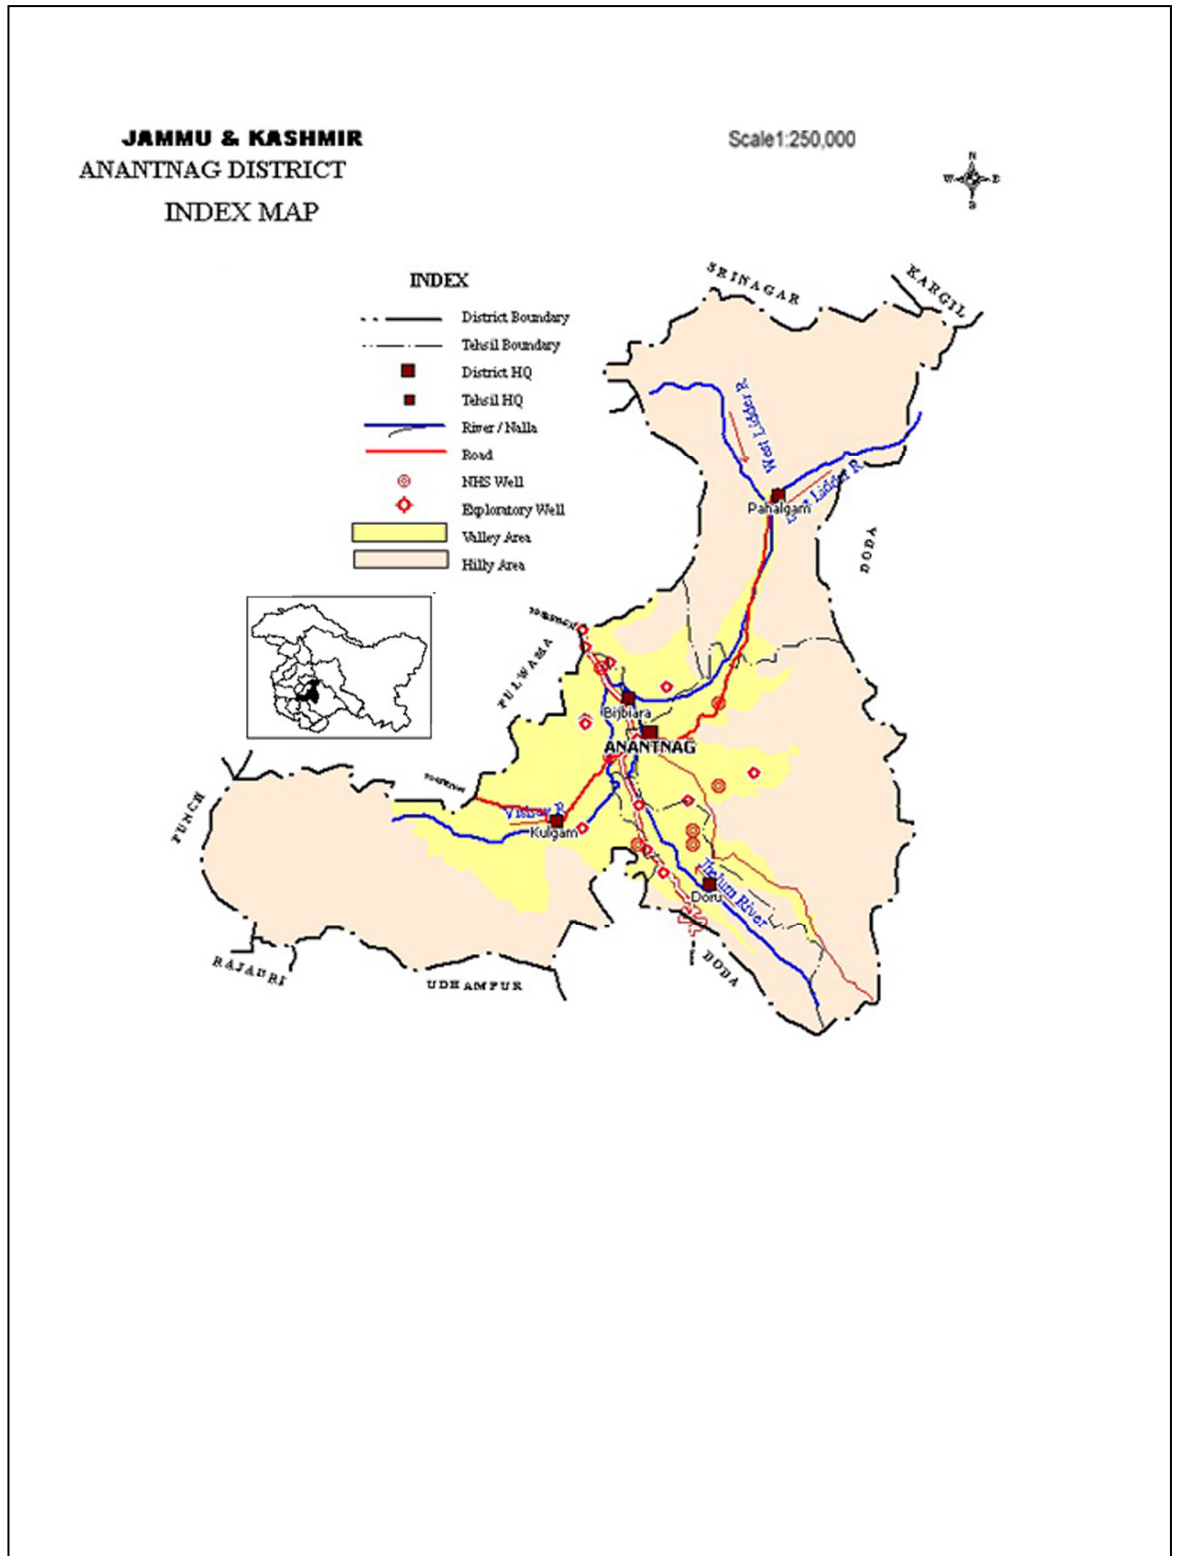 JAMMU & KASHMIR
Scale1:250,000
ANANTNAG DISTRICT
INDEX MAP
N
W
E
S
SRINAGAR
KARGIL
INDEX
District Boundary
Tehsil Boundary
District HQ
Tehsil HQ
River / Nalla
Road
NHS Well
Exploratory Well
Valley Area
Hilly Area
West Lidder R.
Lidder R.
Pahalgam
DODA
PULWAMA
Bijbiara
ANANTNAG
PUNCH
Vishaw R.
Kulgam
Jhelum River
Doru
RAJAURI
UDHAMPUR
DODA